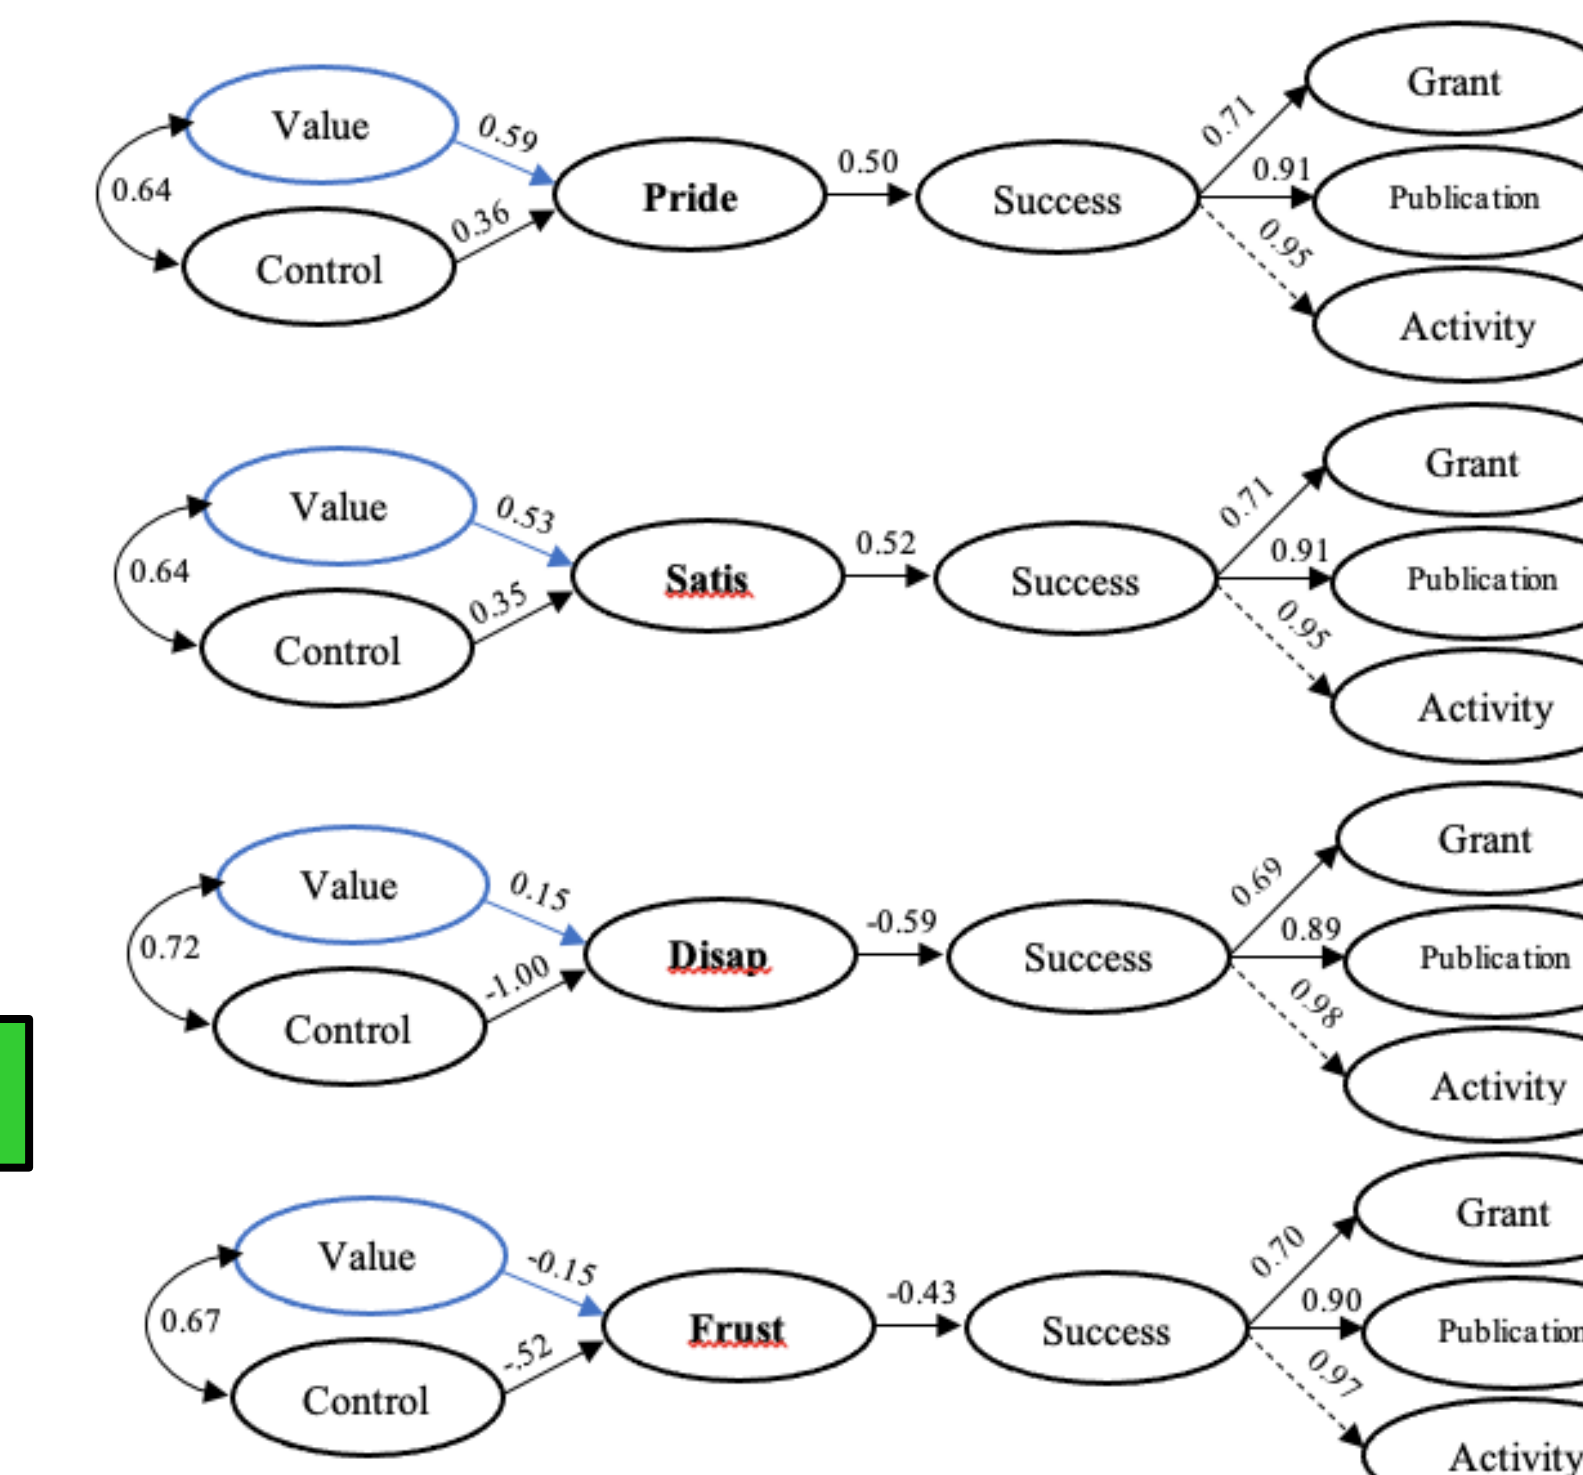 Grant
Value
0.59
0.71
0.64
0.50
0.91
Pride
Success
Publication
0.36
0.95
Control
Activity
Grant
Value
0.53
0.71
0.64
0.52
0.91
Satis
Success
Publication
0.35
0.95
Control
Activity
Grant
Value
0.15
0.69
0.72
-0.59
0.89
Disap
Success
Publication
-1.00
0.98
Control
Activity
Grant
Value
-0.15
0.70
0.67
-0.43
0.90
Frust
Success
Publication
-.52
0.97
Control
Activity